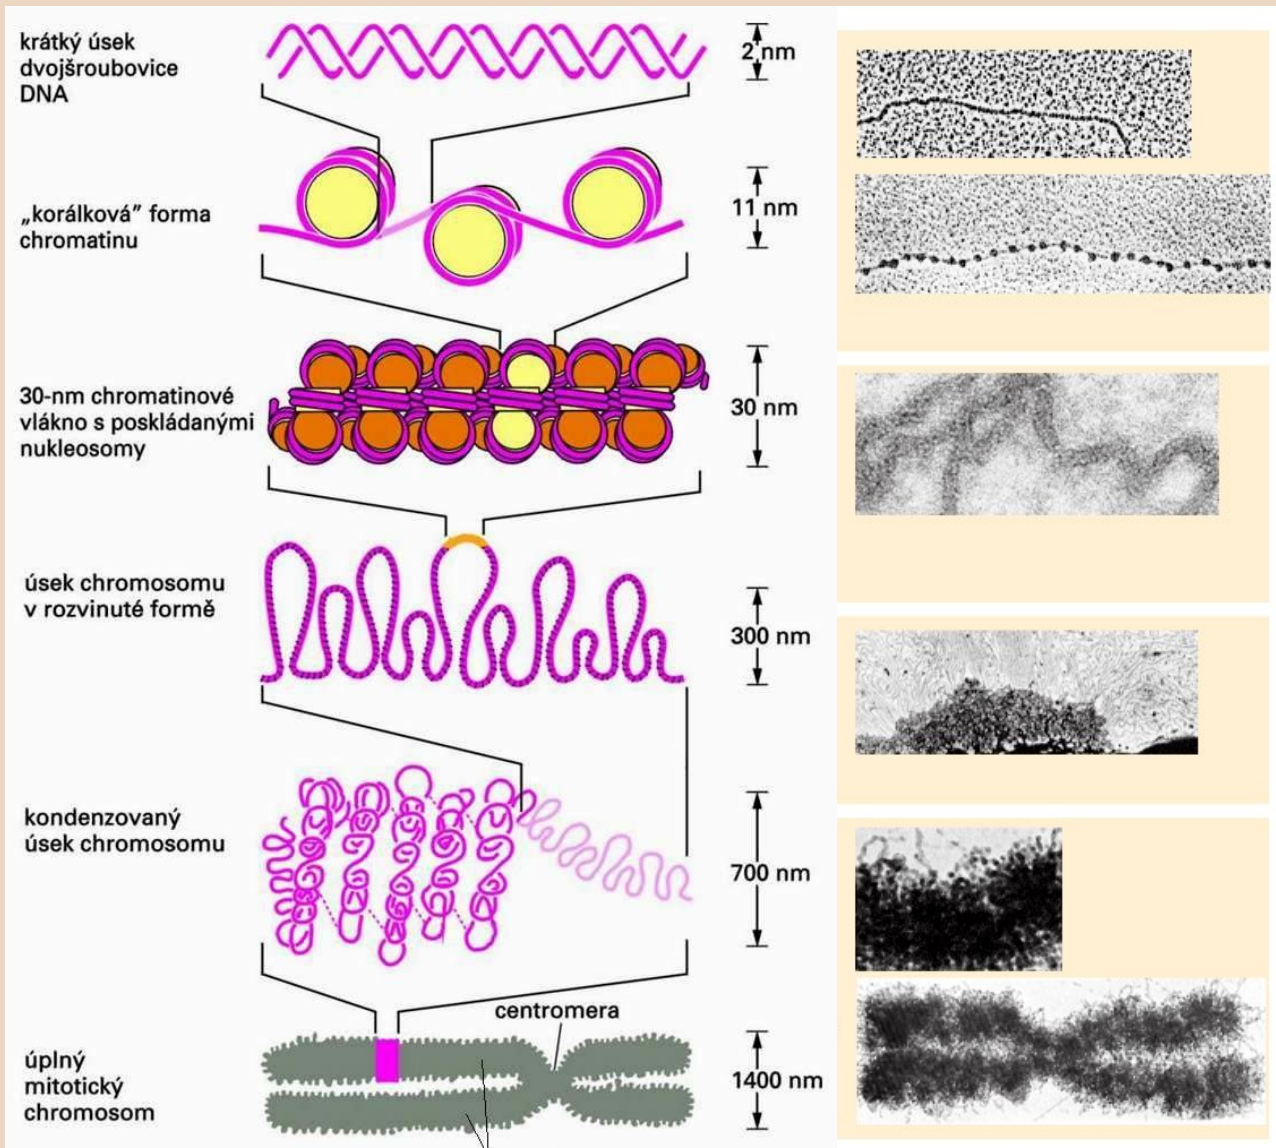 krátký úsek
dvojšroubovice
DNA
2 nm
„korálková” forma
chromatinu
11 nm
30-nm chromatinové
vlákno s poskládanými
nukleosomy
30 nm
úsek chromosomu
v rozvinuté formě
300 nm
kondenzovaný
úsek chromosomu
700 nm
centromera
úplný
mitotický
chromosom
1400 nm